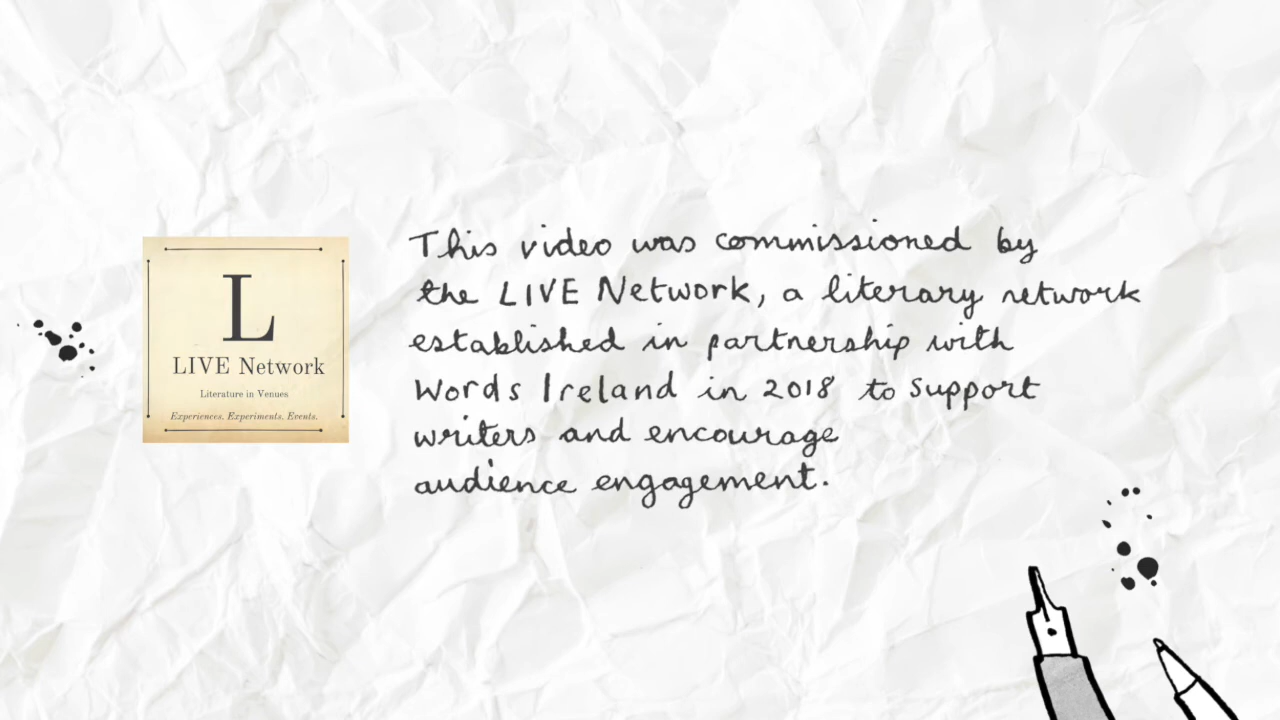 L
LIVE Network
Literature in Venues
Experiences. Experiments. Events.
This video was commissioned by
the LIVE Network, a literary network
established in partnership with
Words Ireland in 2018 to support
writers and encourage
audience engagement.